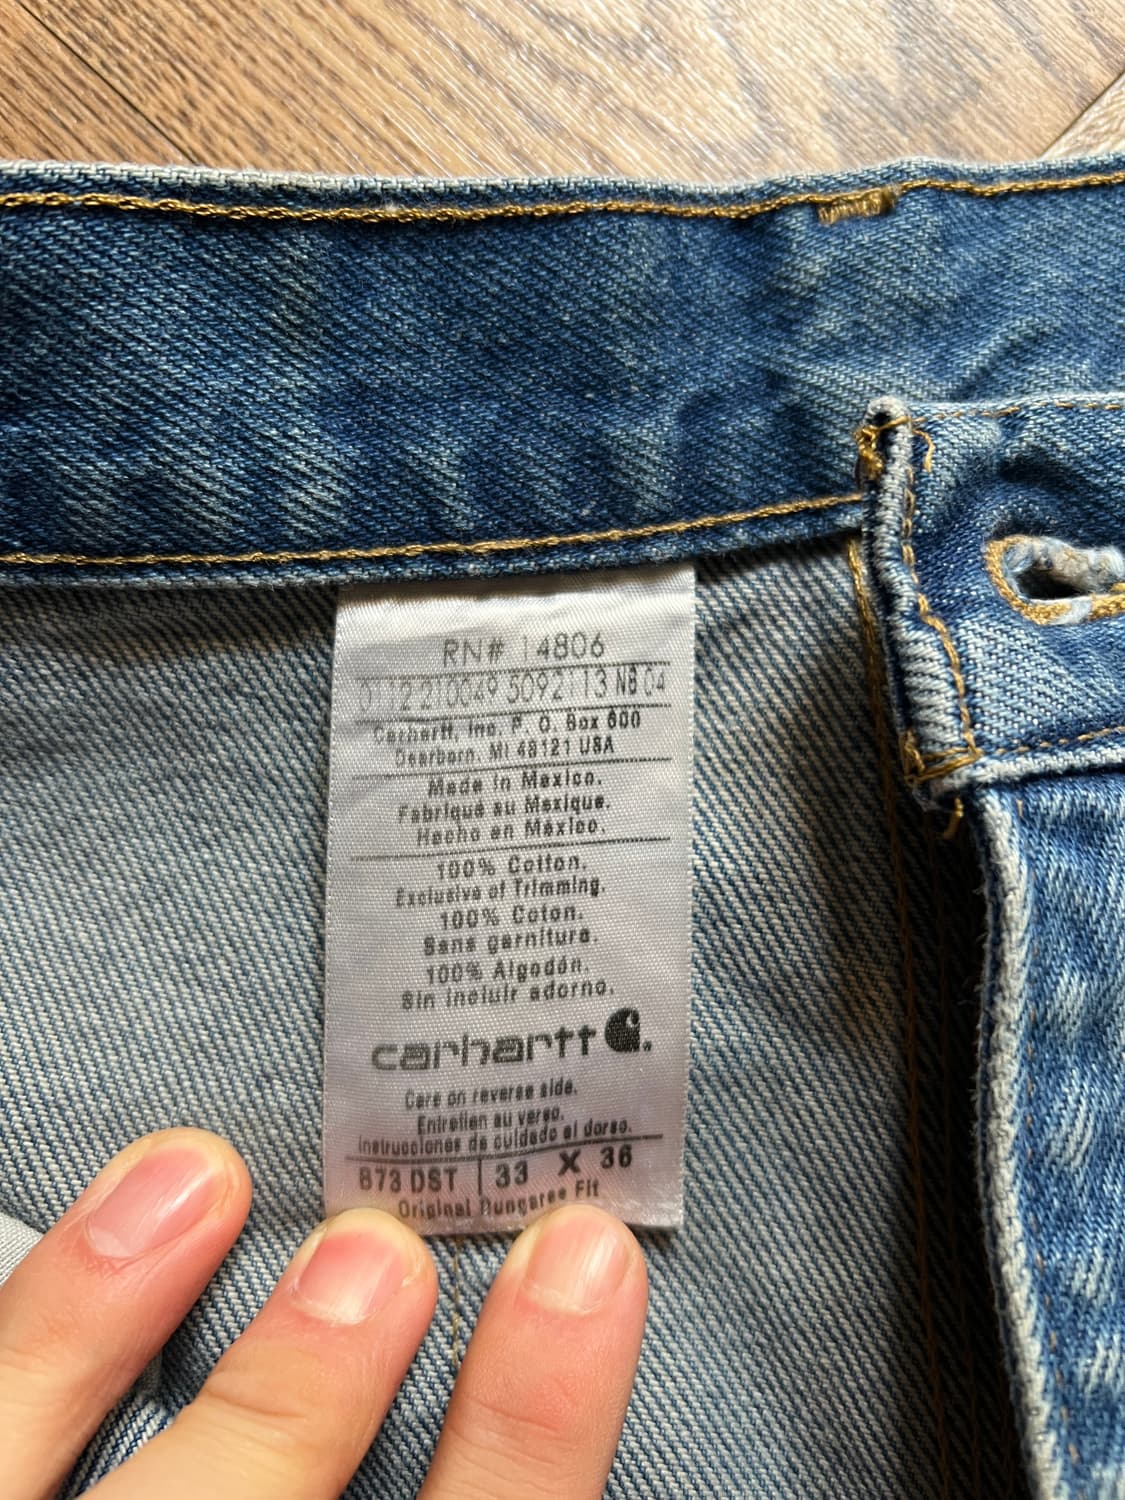 RN# 14806
0112210049 5092113 NB 04
Carhartt, Inc. P. O. Box 600
Dearborn, MI 48121 USA
Made in Mexico.
Fabriqué au Mexique.
Hecho en México.
100% Cotton.
Exclusive of Trimming.
100% Coton.
Sans garniture.
100% Algodón.
Sin incluir adorno.
carhartt
Care on reverse side.
Entretien au verso.
instrucciones de cuidado al dorso.
B73 DST | 33 X 36
Original Dungaree Fit